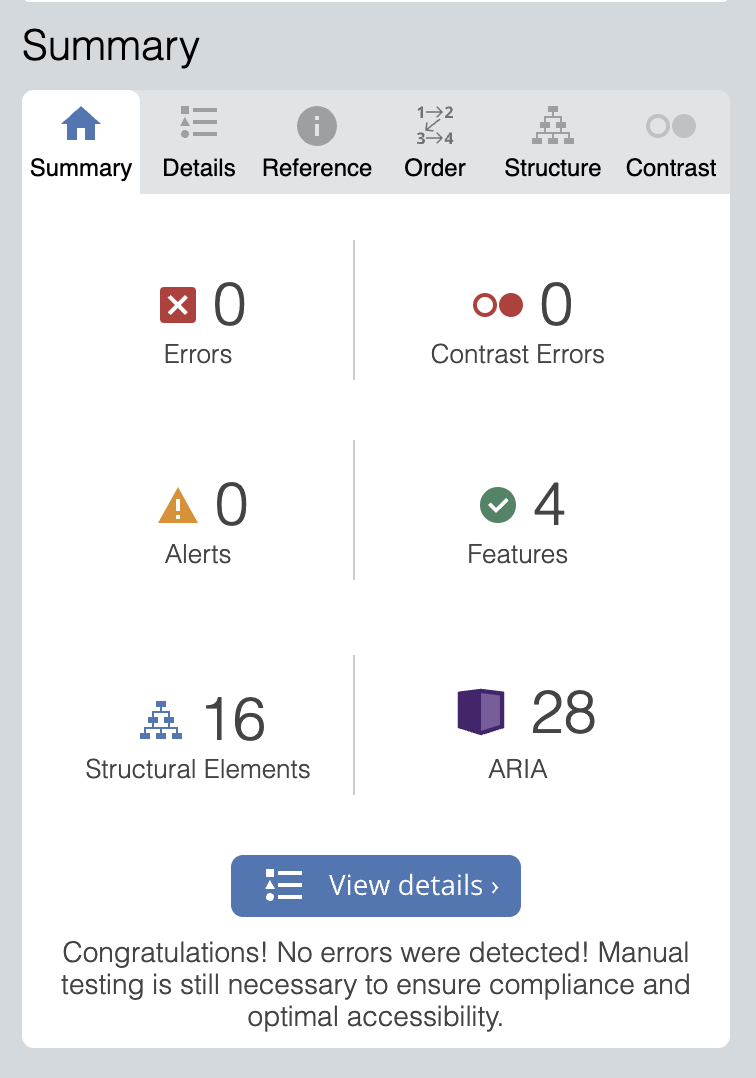 Summary
1→2
3→4
Summary Details Reference Order Structure Contrast
0
Errors
0
Contrast Errors
0
Alerts
4
Features
16
Structural Elements
28
ARIA
View details ›
Congratulations! No errors were detected! Manual
testing is still necessary to ensure compliance and
optimal accessibility.